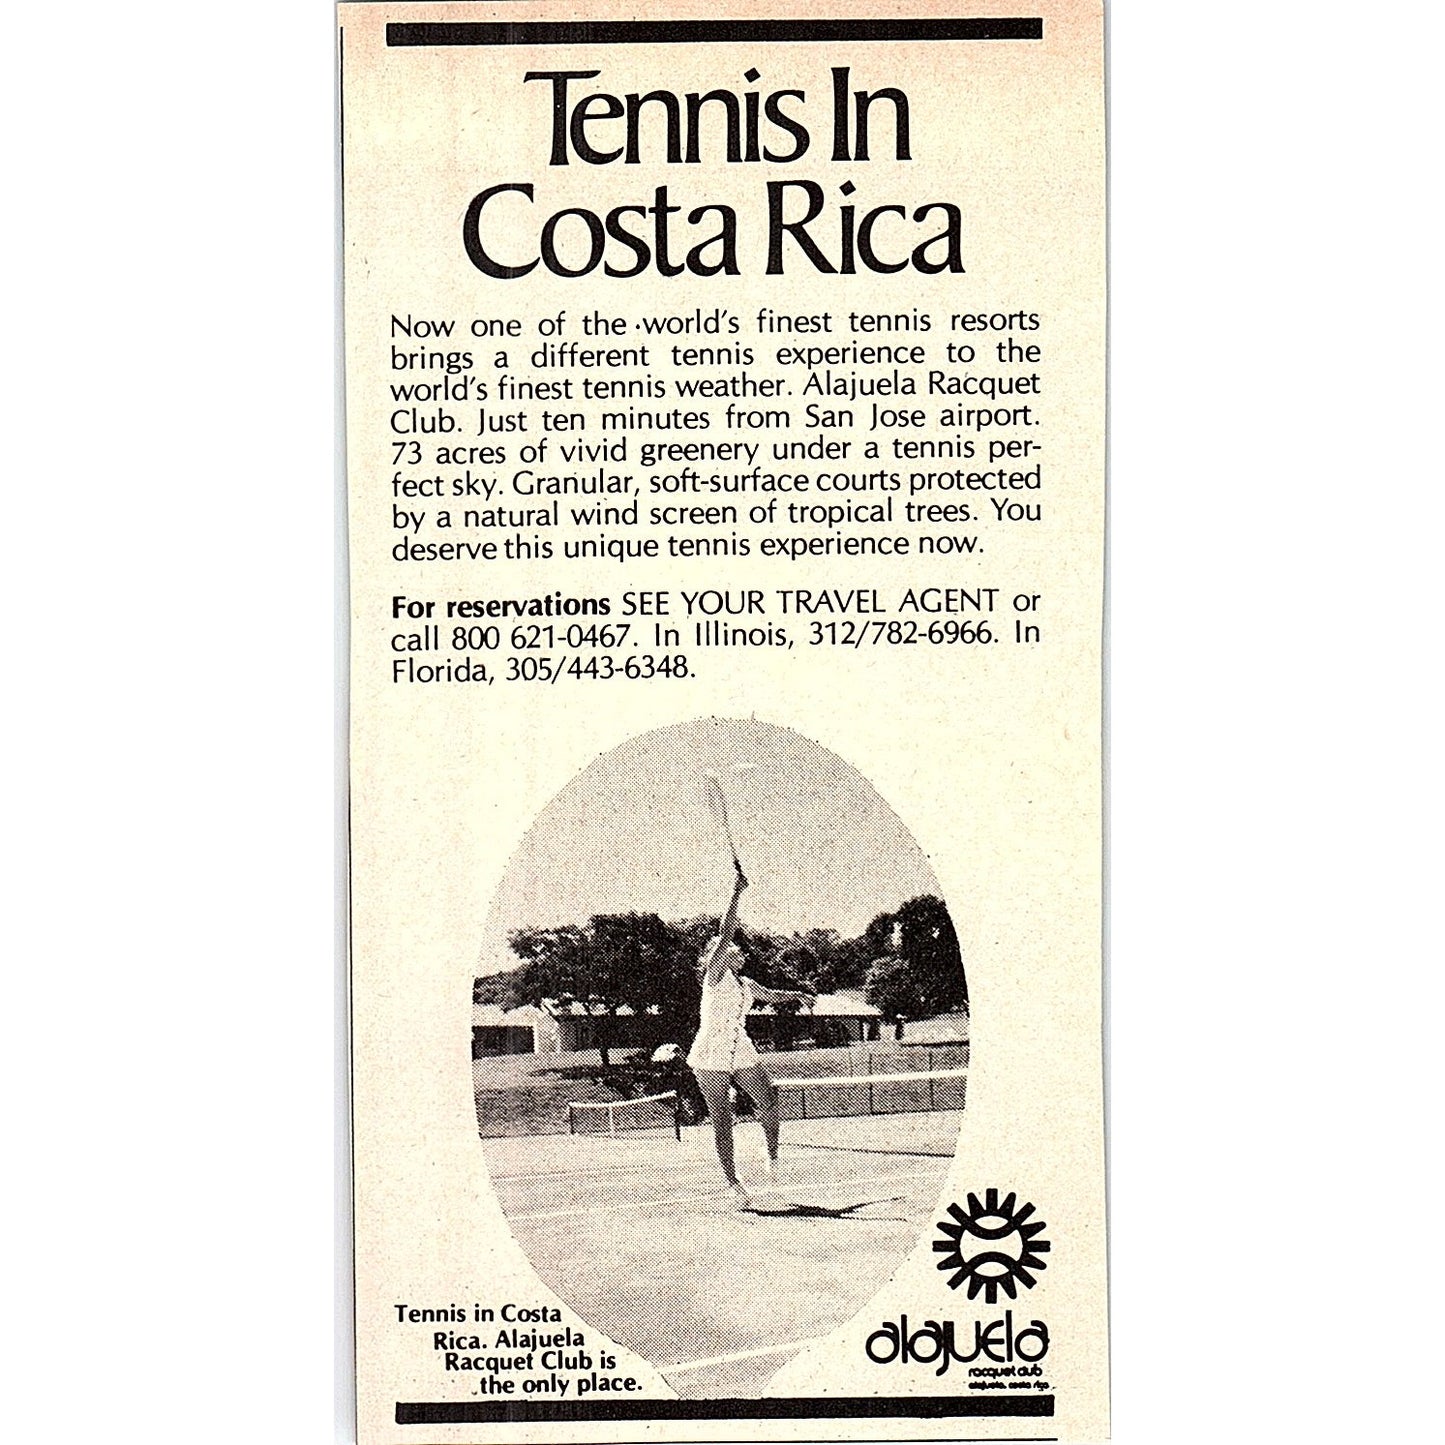 Tennis In
Costa Rica
Now one of the world's finest tennis resorts
brings a different tennis experience to the
world's finest tennis weather. Alajuela Racquet
Club. Just ten minutes from San Jose airport.
73 acres of vivid greenery under a tennis per-
fect sky. Granular, soft-surface courts protected
by a natural wind screen of tropical trees. You
deserve this unique tennis experience now.
For reservations SEE YOUR TRAVEL AGENT or
call 800 621-0467. In Illinois, 312/782-6966. In
Florida, 305/443-6348.
Tennis in Costa
Rica. Alajuela
Racquet Club is
the only place.
alajuela
racquet club
alajuela, costa rica